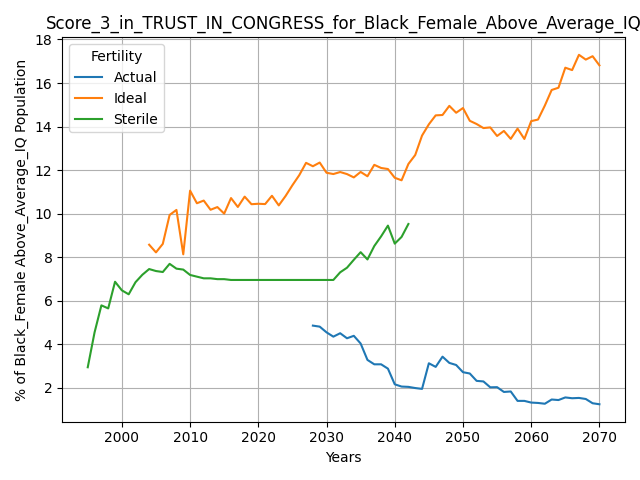 Score_3_in_TRUST_IN_CONGRESS_for_Black_Female_Above_Average_IQ
% of Black_Female Above_Average_IQ Population
18
16
14
12
10
8
6
4
2
Fertility
Actual
Ideal
Sterile
2000 2010 2020 2030 2040 2050 2060 2070
Years